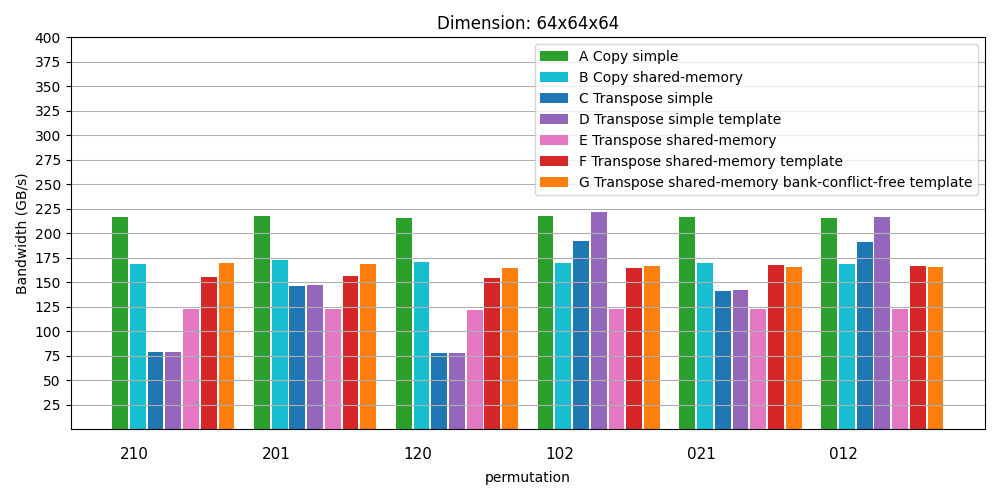 Dimension: 64x64x64
400
375
350
325
300
275
250
225
200
175
150
125
100
75
50
25
Bandwidth (GB/s)
A Copy simple
B Copy shared-memory
C Transpose simple
D Transpose simple template
E Transpose shared-memory
F Transpose shared-memory template
G Transpose shared-memory bank-conflict-free template
210 201 120 102 021 012
permutation